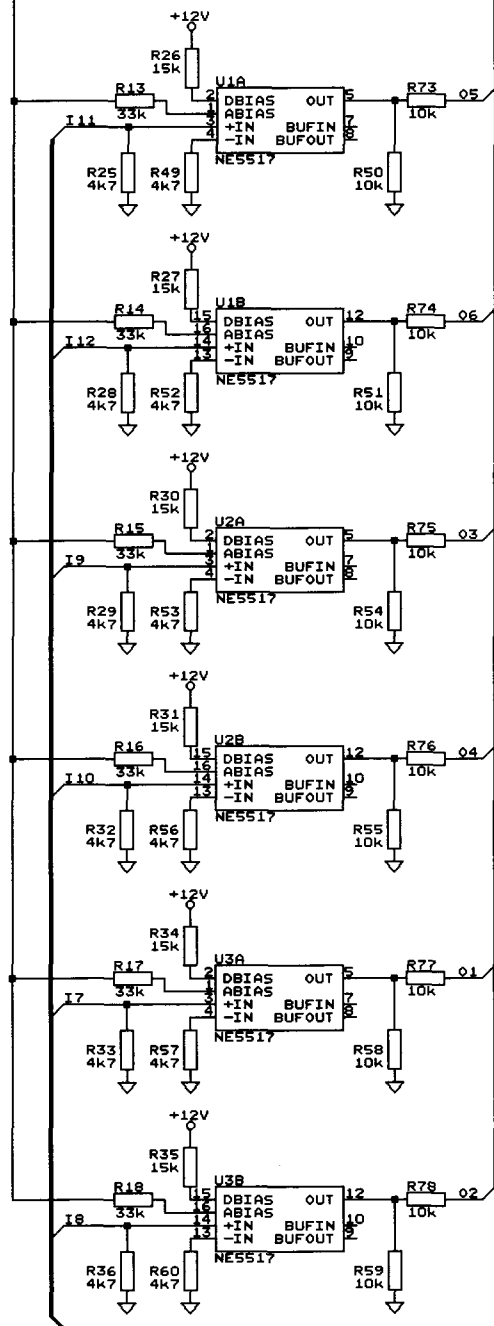 +12V
R26
15k
U1A
R13
33k
2 DBIAS OUT 5
1 ABIAS
3 +IN BUFIN 7
4 -IN BUFOUT 8
NE5517
R73
10k
O5
I11
R25
4k7
R49
4k7
R50
10k
+12V
R27
15k
U1B
R14
33k
15 DBIAS OUT 12
16 ABIAS
14 +IN BUFIN 10
13 -IN BUFOUT 9
NE5517
R74
10k
O6
I12
R28
4k7
R52
4k7
R51
10k
+12V
R30
15k
U2A
R15
33k
2 DBIAS OUT 5
1 ABIAS
3 +IN BUFIN 7
4 -IN BUFOUT 8
NE5517
R75
10k
O3
I9
R29
4k7
R53
4k7
R54
10k
+12V
R31
15k
U2B
R16
33k
15 DBIAS OUT 12
16 ABIAS
14 +IN BUFIN 10
13 -IN BUFOUT 9
NE5517
R76
10k
O4
I10
R32
4k7
R56
4k7
R55
10k
+12V
R34
15k
U3A
R17
33k
2 DBIAS OUT 5
1 ABIAS
3 +IN BUFIN 7
4 -IN BUFOUT 8
NE5517
R77
10k
O1
I7
R33
4k7
R57
4k7
R58
10k
+12V
R35
15k
U3B
R18
33k
15 DBIAS OUT 12
16 ABIAS
14 +IN BUFIN 10
13 -IN BUFOUT 9
NE5517
R78
10k
O2
I8
R36
4k7
R60
4k7
R59
10k